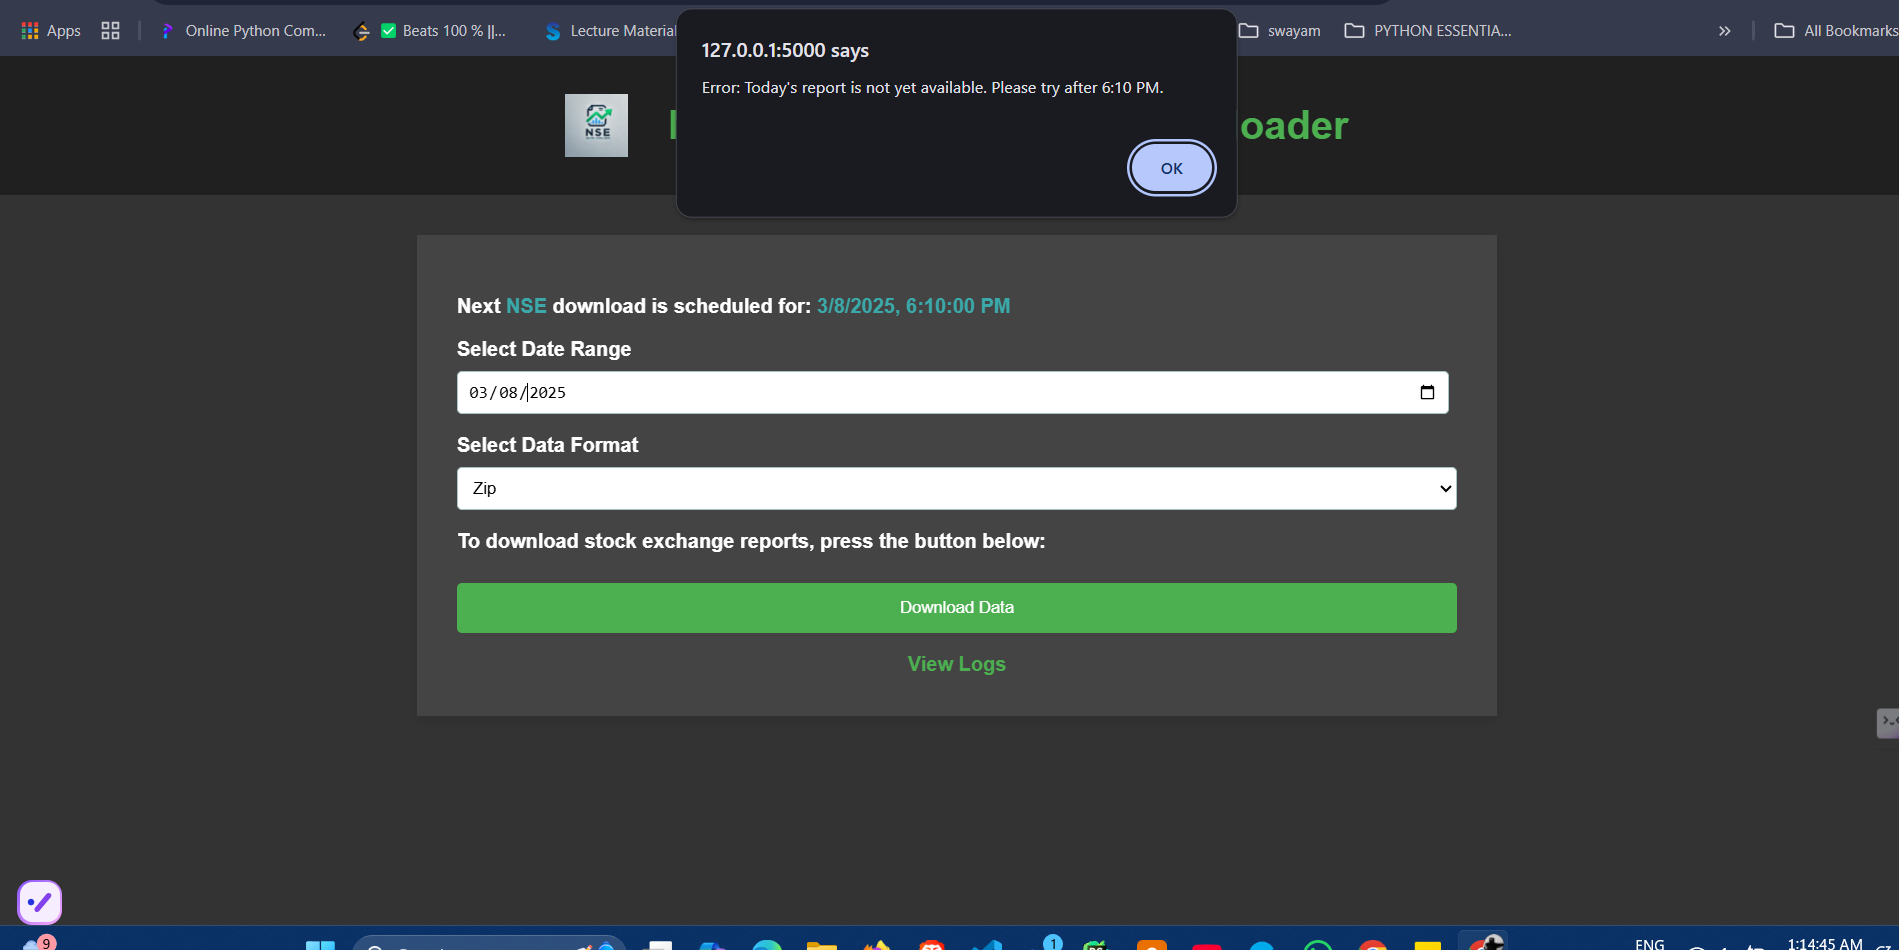 Apps
Online Python Com...
Beats 100 % ||...
Lecture Material
swayam
PYTHON ESSENTIA...
»
All Bookmarks
127.0.0.1:5000 says
Error: Today's report is not yet available. Please try after 6:10 PM.
OK
NSE
oader
Next NSE download is scheduled for: 3/8/2025, 6:10:00 PM
Select Date Range
03/08/2025
Select Data Format
Zip
To download stock exchange reports, press the button below:
Download Data
View Logs
9
1
ENG
1:14:45 AM